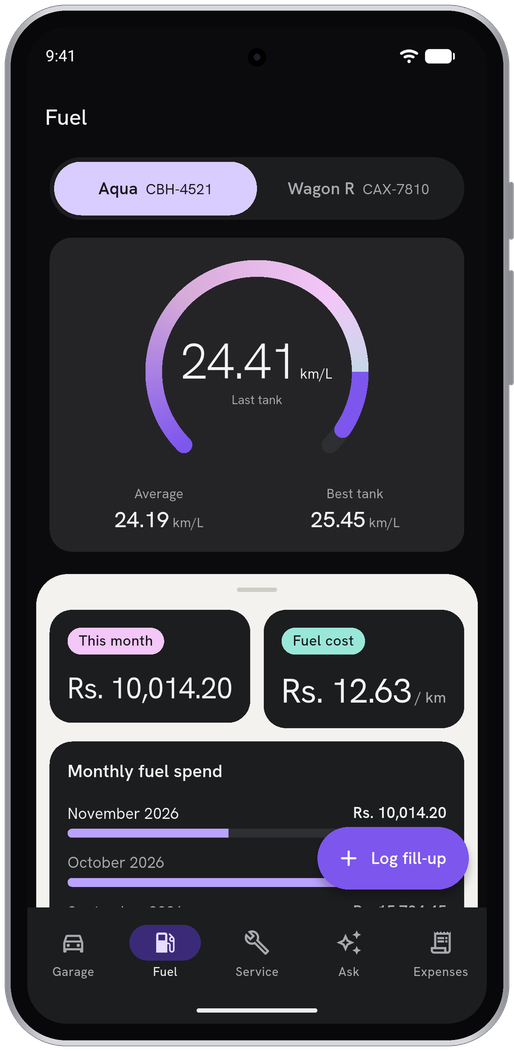 9:41
Fuel
Aqua CBH-4521 Wagon R CAX-7810
24.41 km/L
Last tank
Average Best tank
24.19 km/L 25.45 km/L
This month Fuel cost
Rs. 10,014.20 Rs. 12.63 / km
Monthly fuel spend
November 2026 Rs. 10,014.20
October 2026
+ Log fill-up
Garage Fuel Service Ask Expenses